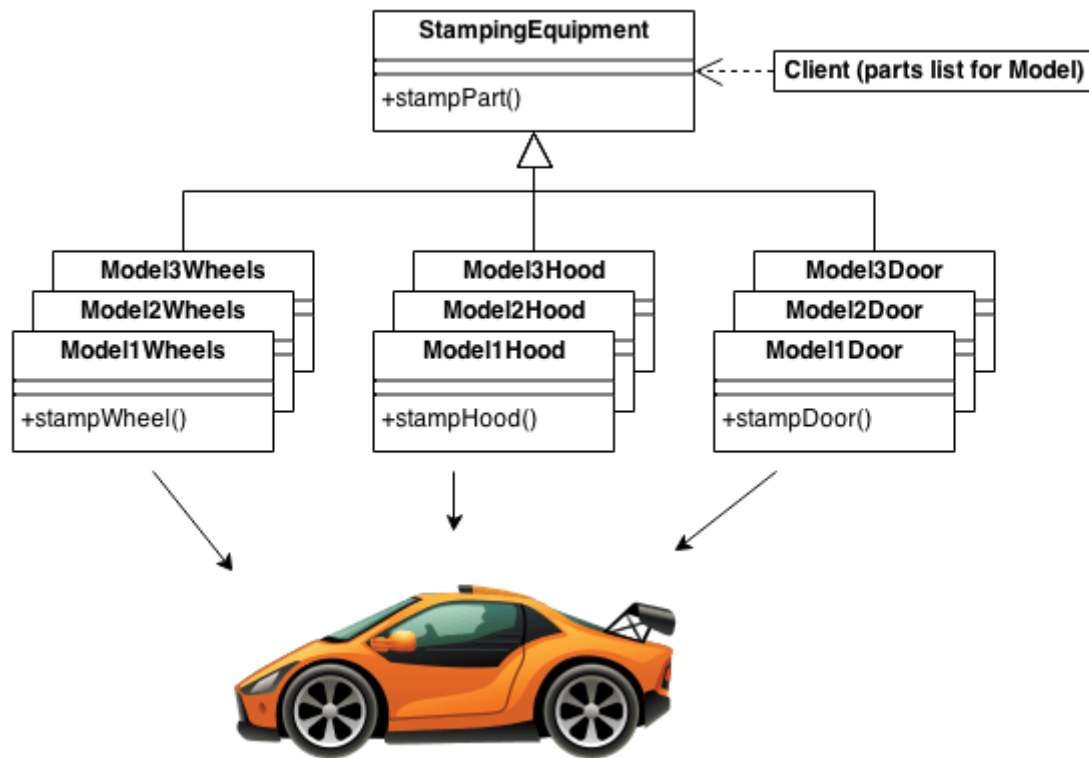 StampingEquipment
+stampPart()
Client (parts list for Model)
Model3Wheels
Model2Wheels
Model1Wheels
+stampWheel()
Model3Hood
Model2Hood
Model1Hood
+stampHood()
Model3Door
Model2Door
Model1Door
+stampDoor()